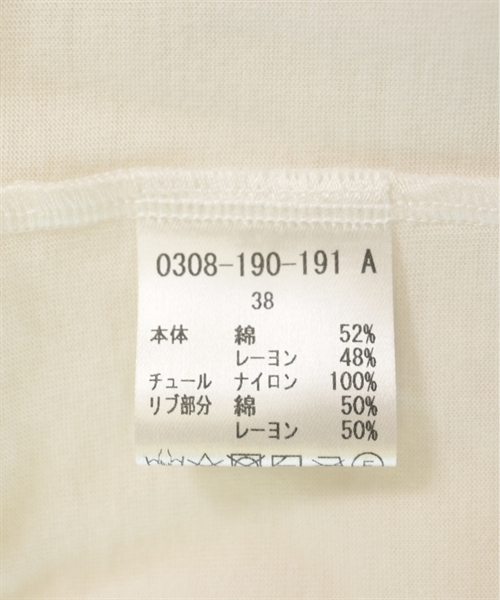 0308-190-191 A
38
本体 綿 52%
レーヨン 48%
チュール ナイロン 100%
リブ部分 綿 50%
レーヨン 50%